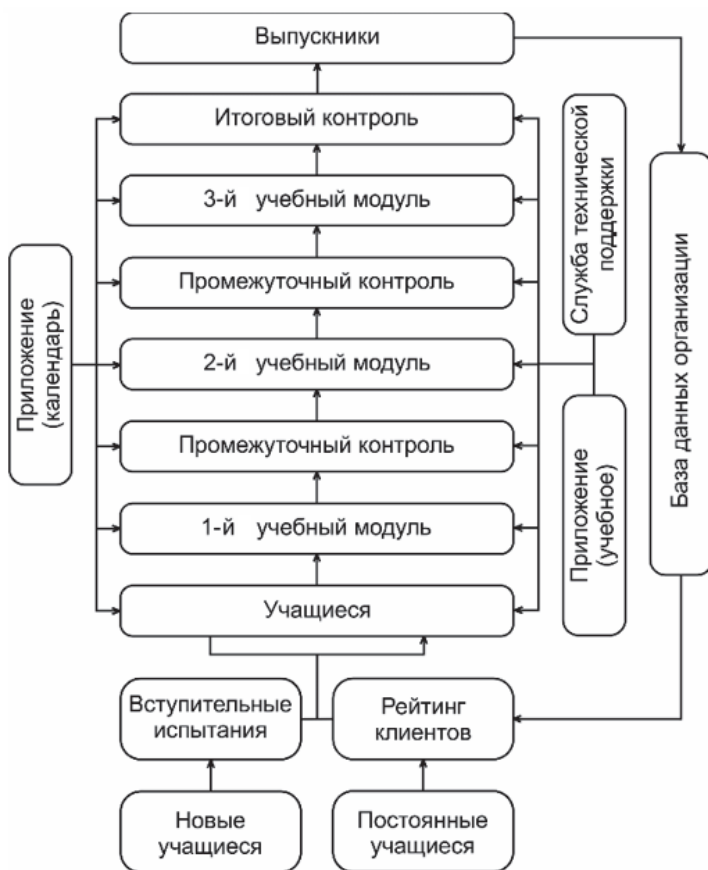 Выпускники
Итоговый контроль
3-й учебный модуль
Промежуточный контроль
2-й учебный модуль
Промежуточный контроль
1-й учебный модуль
Учащиеся
Приложение
(календарь)
Служба технической
поддержки
Приложение
(учебное)
База данных организации
Вступительные
испытания
Рейтинг
клиентов
Новые
учащиеся
Постоянные
учащиеся